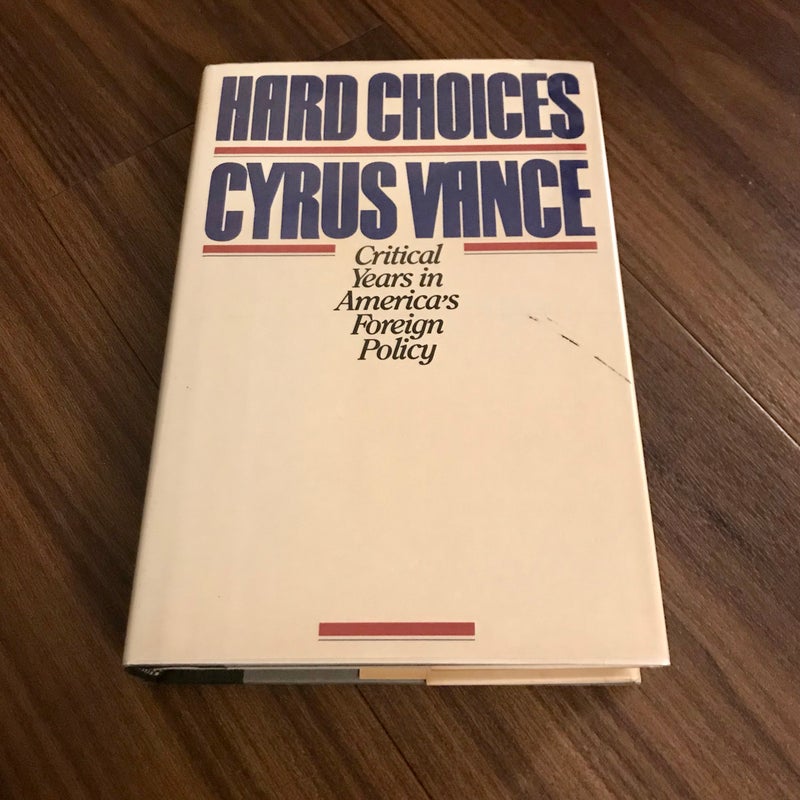 HARD CHOICES
CYRUS VANCE
Critical
Years in
America's
Foreign
Policy